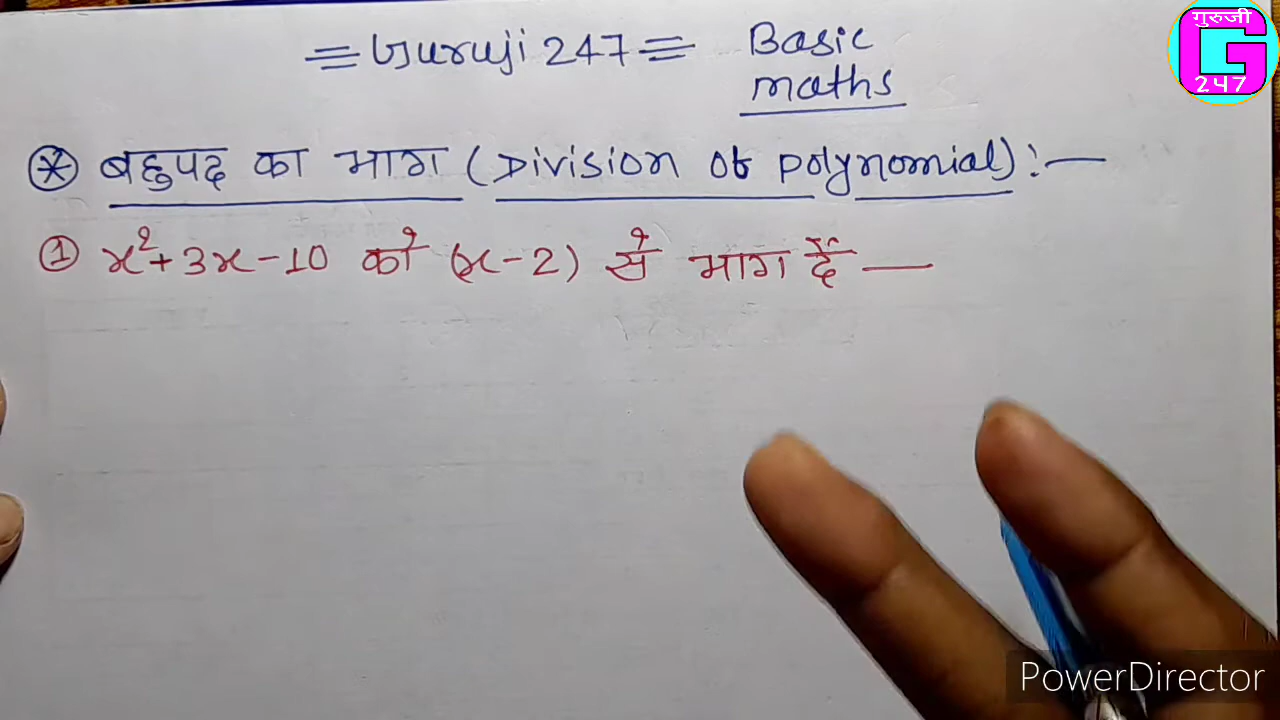 = Guruji 247 = Basic
maths
गुरुजी
G
247
* बहुपद का भाग (Division of polynomial) :—
① x²+3x-10 को (x-2) से भाग दें —
PowerDirector